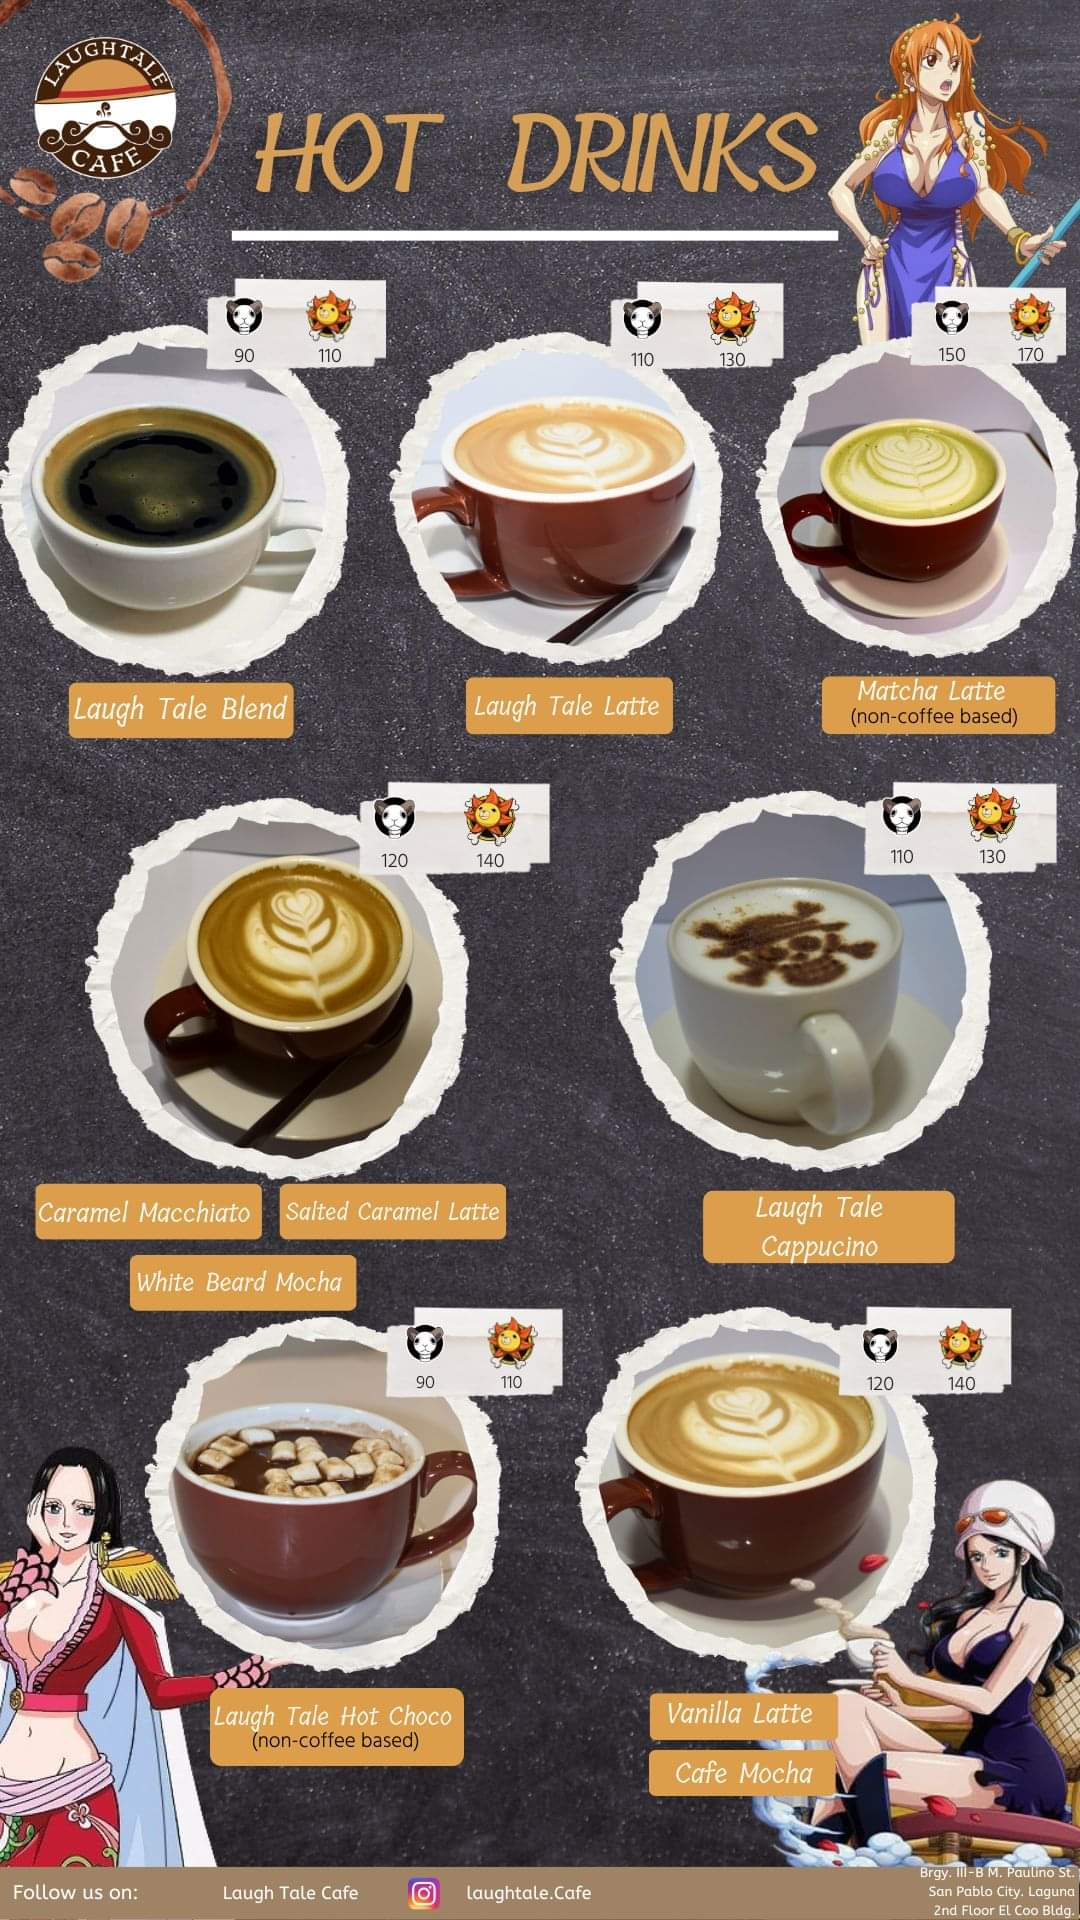 LAUGHTALE
CAFE
HOT DRINKS
90 110
110 130
150 170
Laugh Tale Blend
Laugh Tale Latte
Matcha Latte
(non-coffee based)
120 140
110 130
Caramel Macchiato
Salted Caramel Latte
White Beard Mocha
Laugh Tale
Cappucino
90 110
120 140
Laugh Tale Hot Choco
(non-coffee based)
Vanilla Latte
Cafe Mocha
Follow us on:
Laugh Tale Cafe
laughtale.Cafe
Brgy. III-B M. Paulino St.
San Pablo City. Laguna
2nd Floor El Coo Bldg.